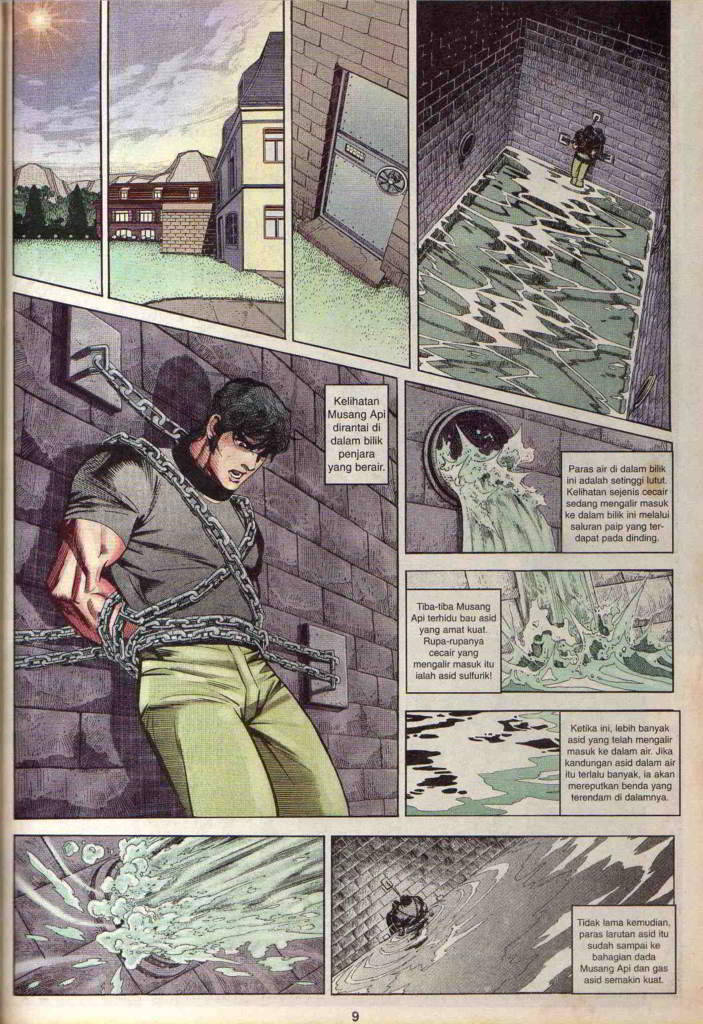 Kelihatan
Musang Api
dirantai di
dalam bilik
penjara
yang berair.
Paras air di dalam bilik
ini adalah setinggi lutut.
Kelihatan sejenis cecair
sedang mengalir masuk
ke dalam bilik ini melalui
saluran paip yang ter-
dapat pada dinding.
Tiba-tiba Musang
Api terhidu bau asid
yang amat kuat.
Rupa-rupanya
cecair yang
mengalir masuk itu
ialah asid sulfurik!
Ketika ini, lebih banyak
asid yang telah mengalir
masuk ke dalam air. Jika
kandungan asid dalam air
itu terlalu banyak, ia akan
mereputkan benda yang
terendam di dalamnya.
Tidak lama kemudian,
paras larutan asid itu
sudah sampai ke
bahagian dada
Musang Api dan gas
asid semakin kuat.
9